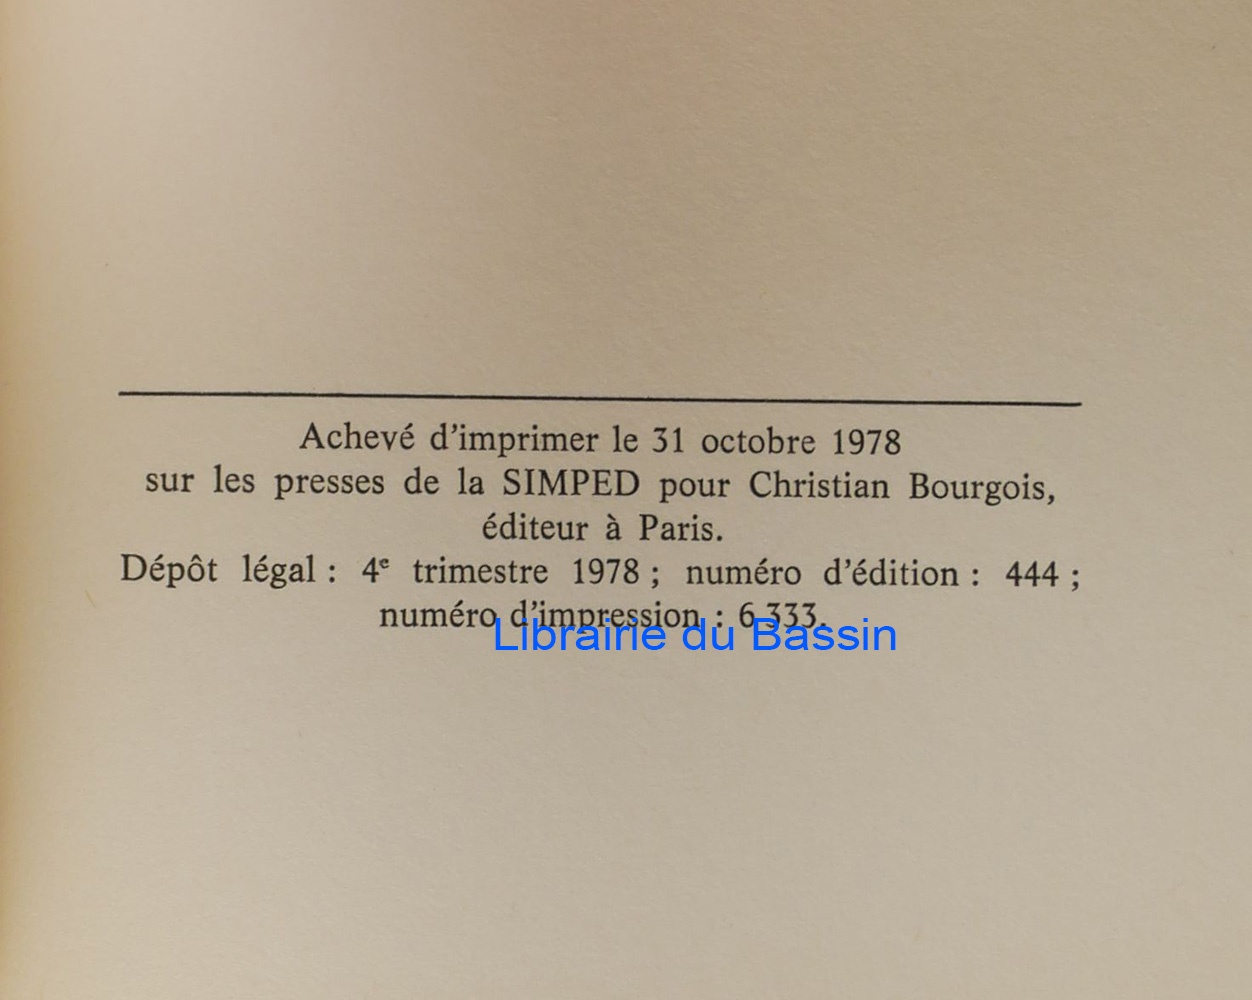 Achevé d'imprimer le 31 octobre 1978
sur les presses de la SIMPED pour Christian Bourgois,
éditeur à Paris.
Dépôt légal : 4e trimestre 1978 ; numéro d'édition : 444 ;
numéro d'impression : 6 333.
Librairie du Bassin